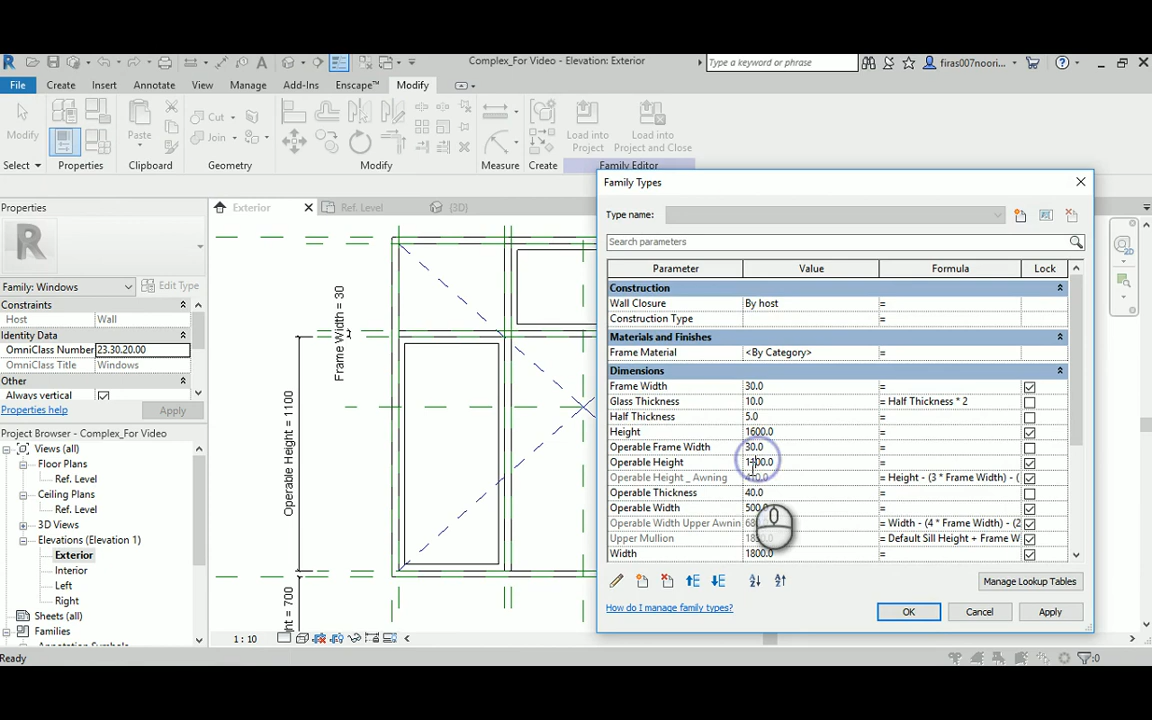 Complex_For Video - Elevation: Exterior
Type a keyword or phrase
firas007noori...
File
Create
Insert
Annotate
View
Manage
Add-Ins
Enscape™
Modify
Modify
Paste
Cut
Join
Load into
Project
Load into
Project and Close
Select
Properties
Clipboard
Geometry
Modify
Measure
Create
Family Editor
Properties
Family: Windows
Edit Type
Constraints
Host
Wall
Identity Data
OmniClass Number
23.30.20.00
OmniClass Title
Windows
Other
Always vertical
Properties help
Apply
Project Browser - Complex_For Video
Views (all)
Floor Plans
Ref. Level
Ceiling Plans
Ref. Level
3D Views
Elevations (Elevation 1)
Exterior
Interior
Left
Right
Sheets (all)
Families
Ready
Exterior
Ref. Level
{3D}
Frame Width = 30
Operable Height = 1100
nt = 700
1 : 10
Family Types
Type name:
Search parameters
Parameter Value Formula Lock
Construction
Wall Closure By host =
Construction Type =
Materials and Finishes
Frame Material <By Category> =
Dimensions
Frame Width 30.0 =
Glass Thickness 10.0 = Half Thickness * 2
Half Thickness 5.0 =
Height 1600.0 =
Operable Frame Width 30.0 =
Operable Height 1100.0 =
Operable Height _ Awning = Height - (3 * Frame Width) - (
Operable Thickness 40.0 =
Operable Width 500.0 =
Operable Width Upper Awnin = Width - (4 * Frame Width) - (2
Upper Mullion = Default Sill Height + Frame W
Width 1800.0 =
Manage Lookup Tables
How do I manage family types?
OK
Cancel
Apply
:0